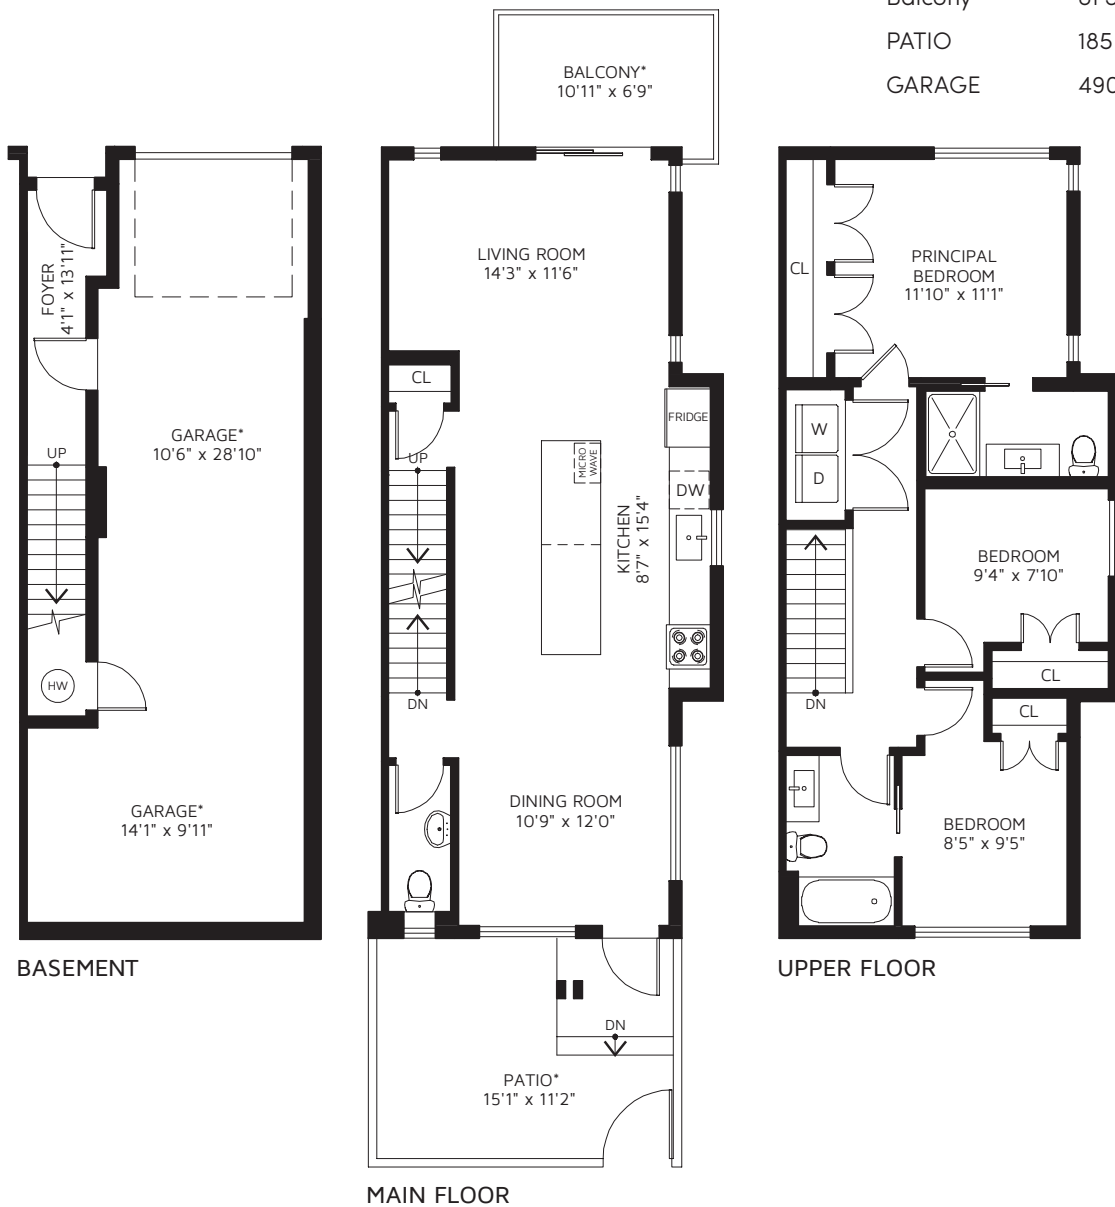 Balcony
PATIO 185
GARAGE 490
BALCONY*
10'11" x 6'9"
FOYER
4'1" x 13'11"
UP
GARAGE*
10'6" x 28'10"
HW
GARAGE*
14'1" x 9'11"
BASEMENT
LIVING ROOM
14'3" x 11'6"
CL
UP
FRIDGE
MICRO
WAVE
DW
KITCHEN
8'7" x 15'4"
DN
DINING ROOM
10'9" x 12'0"
DN
PATIO*
15'1" x 11'2"
MAIN FLOOR
CL
PRINCIPAL
BEDROOM
11'10" x 11'1"
W
D
BEDROOM
9'4" x 7'10"
CL
CL
DN
BEDROOM
8'5" x 9'5"
UPPER FLOOR